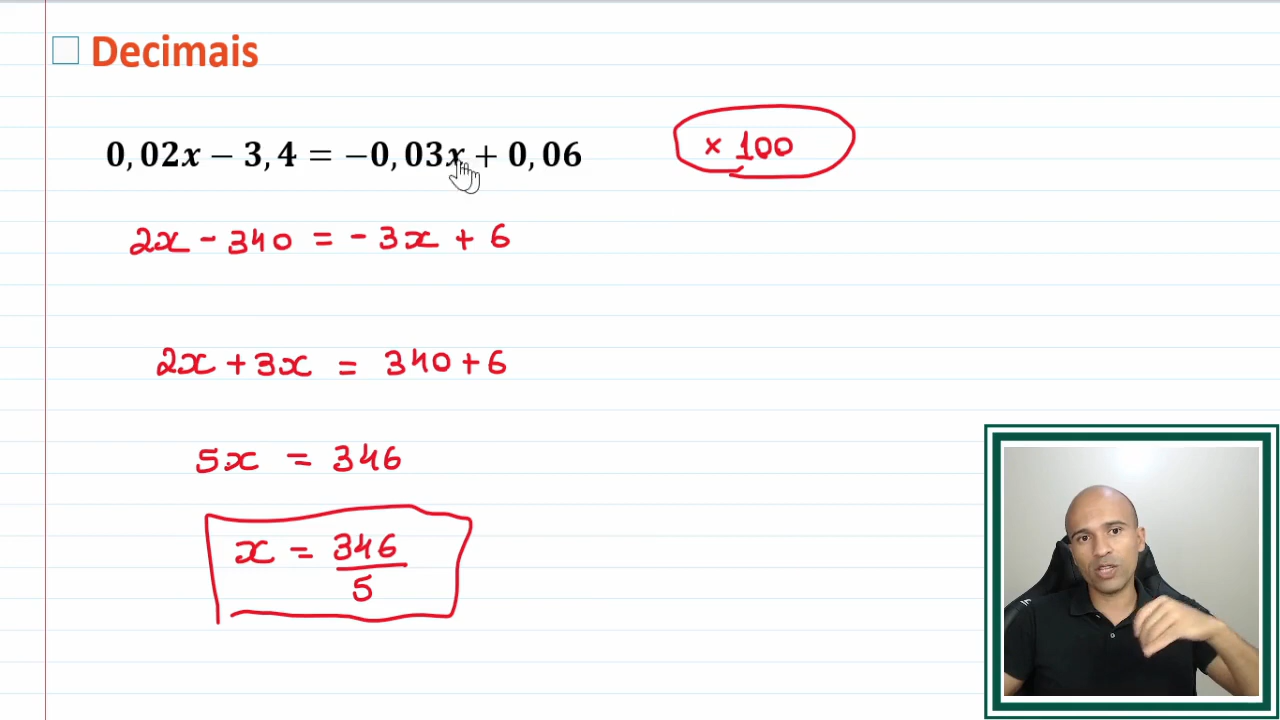 Decimais
0,02x − 3,4 = −0,03x + 0,06
× 100
2x - 340 = - 3x + 6
2x + 3x = 340 + 6
5x = 346
x = 346/5